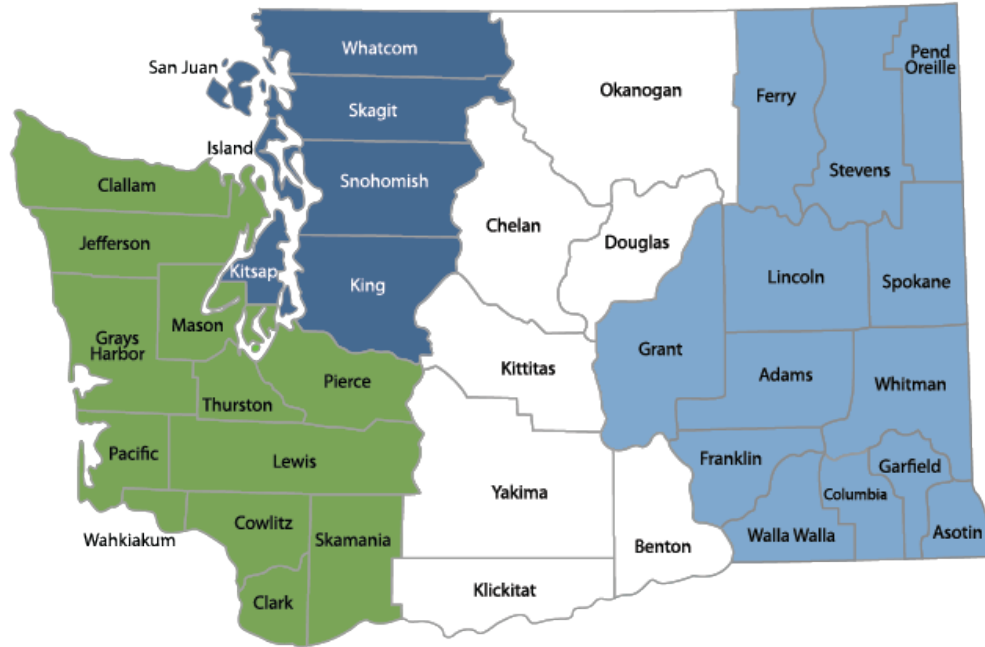 Whatcom
San Juan
Pend
Oreille
Okanogan
Ferry
Skagit
Island
Stevens
Snohomish
Clallam
Chelan
Douglas
Jefferson
Kitsap
Lincoln
Spokane
King
Mason
Grays
Harbor
Grant
Kittitas
Adams
Pierce
Whitman
Thurston
Pacific
Lewis
Franklin
Garfield
Yakima
Columbia
Cowlitz
Wahkiakum
Skamania
Walla Walla
Asotin
Benton
Klickitat
Clark